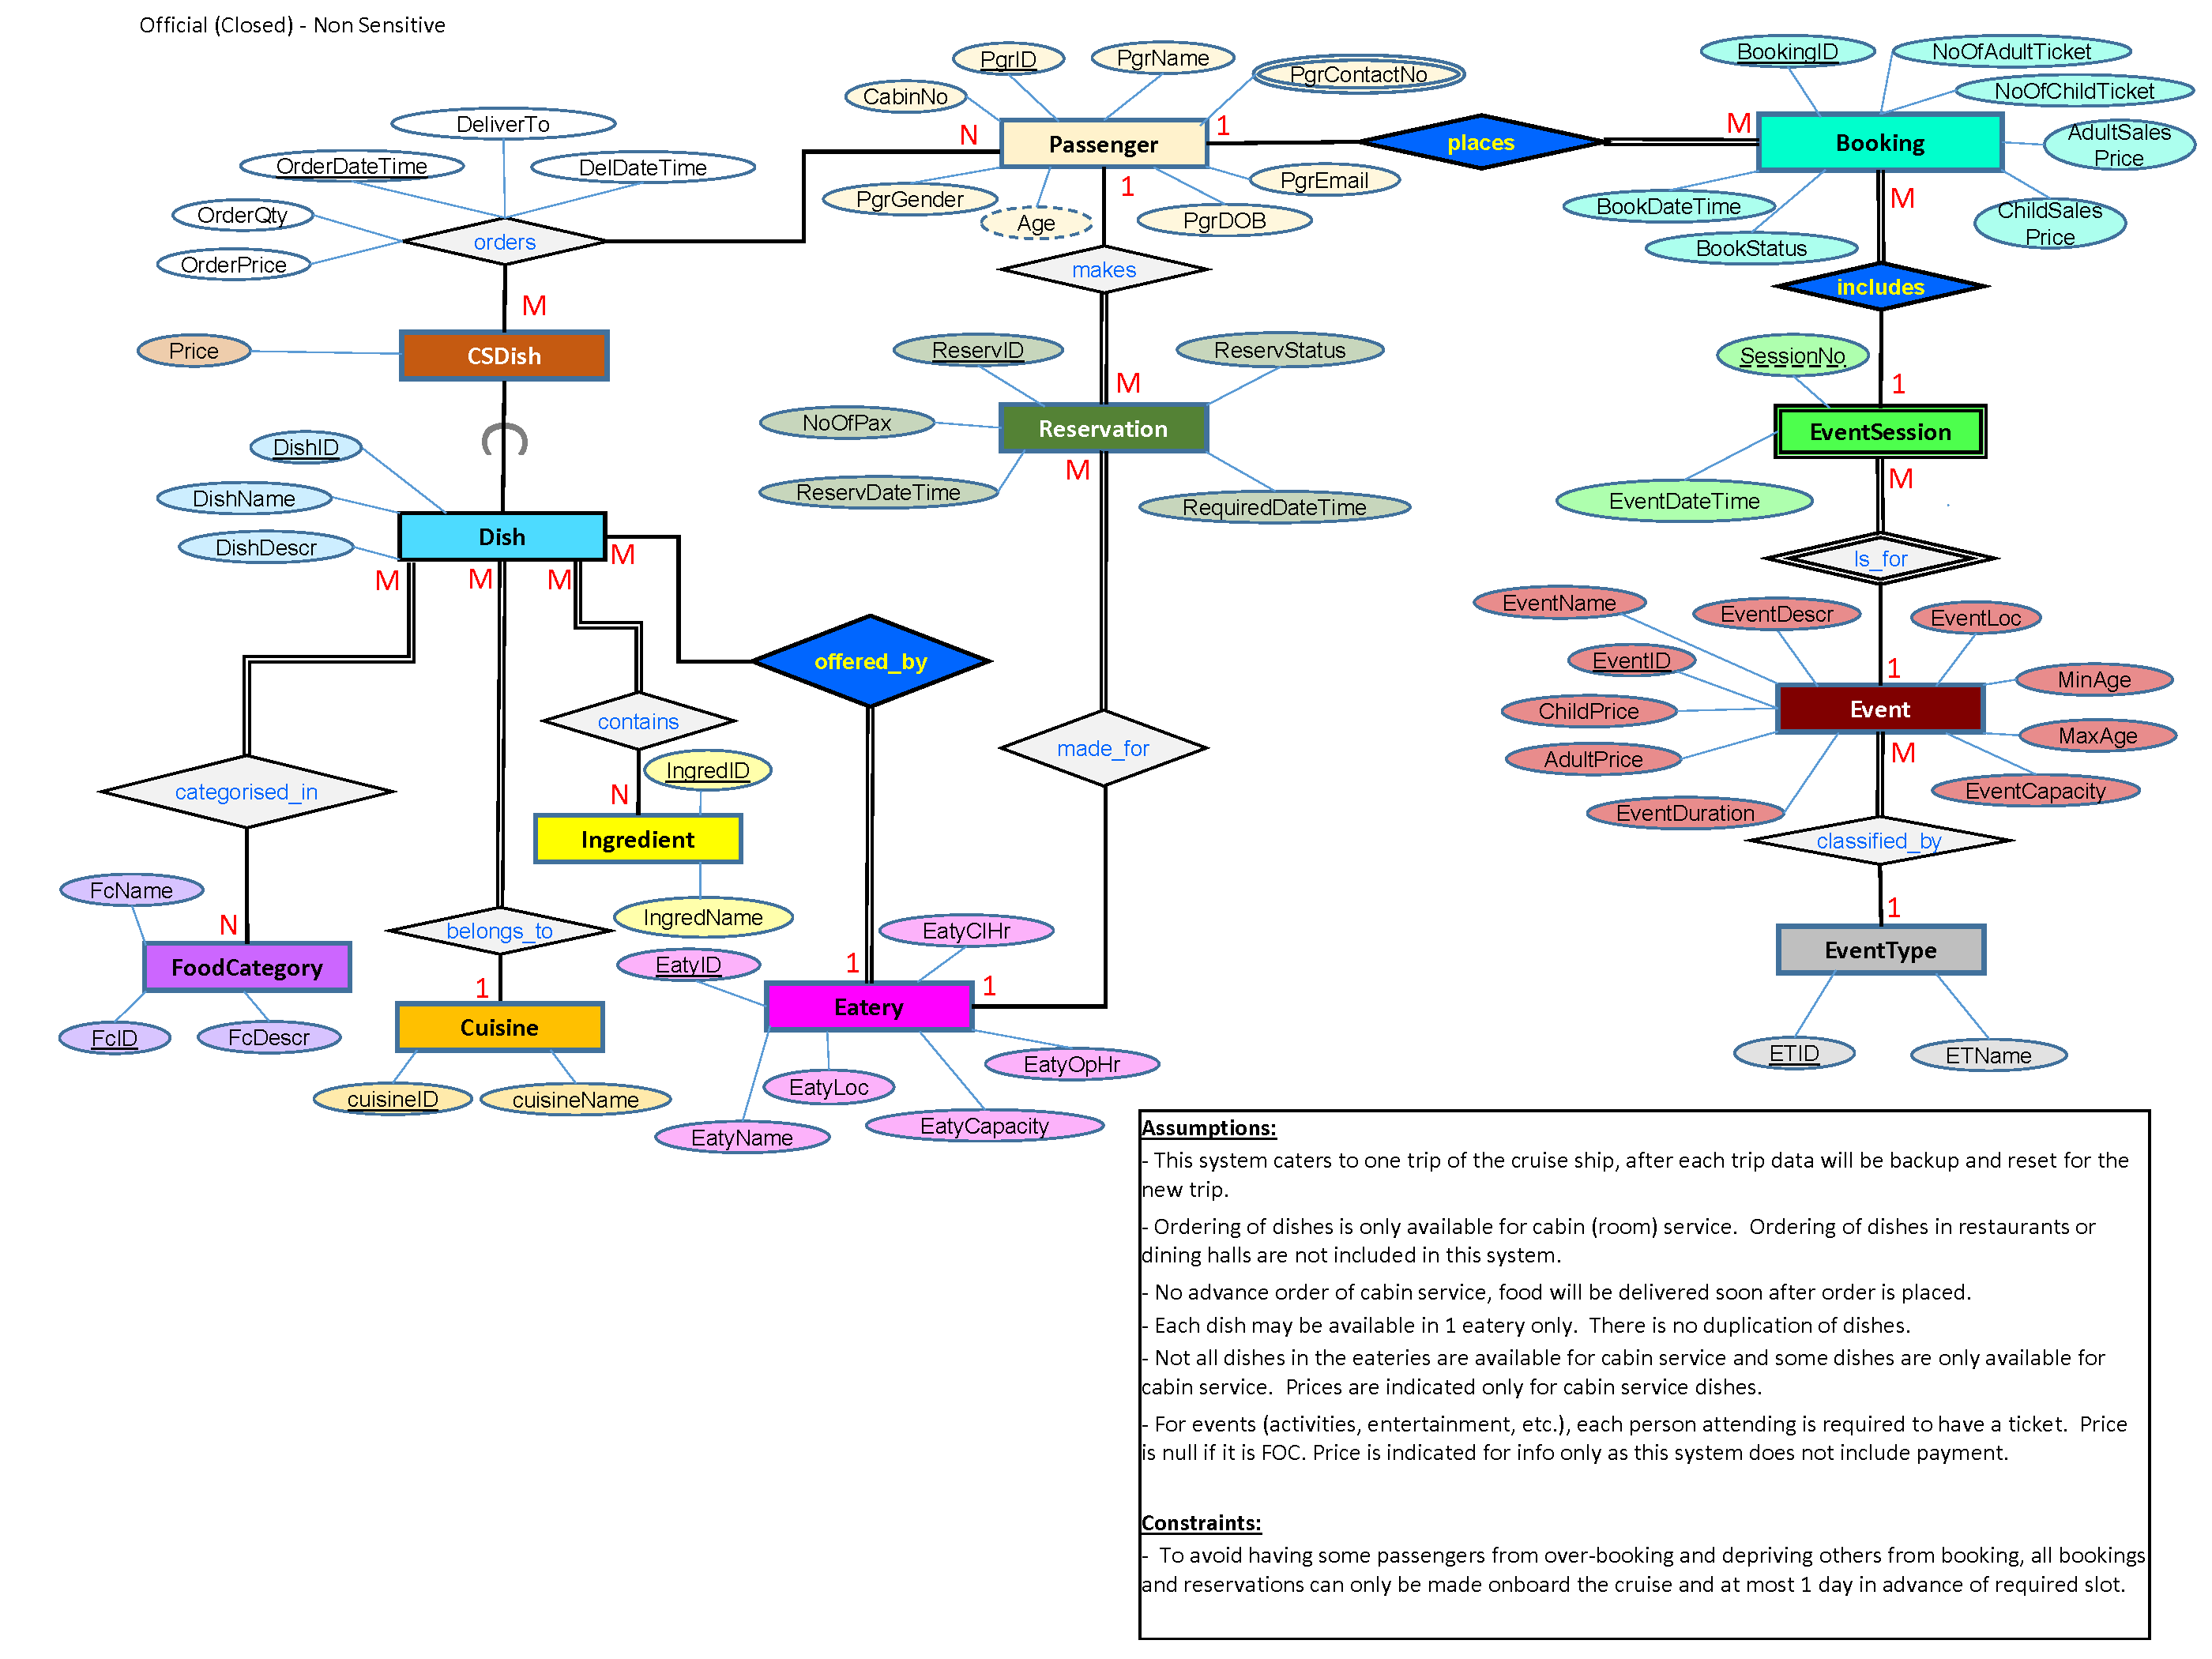 Official (Closed) - Non Sensitive
PgrID
PgrName
PgrContactNo
CabinNo
Passenger
PgrGender
Age
PgrDOB
PgrEmail
N
1
1
places
M
BookingID
NoOfAdultTicket
NoOfChildTicket
AdultSales
Price
ChildSales
Price
Booking
BookDateTime
BookStatus
M
includes
1
DeliverTo
OrderDateTime
DelDateTime
OrderQty
OrderPrice
orders
M
Price
CSDish
makes
M
ReservID
ReservStatus
NoOfPax
Reservation
ReservDateTime
RequiredDateTime
M
SessionNo
EventSession
EventDateTime
M
Is_for
1
DishID
DishName
DishDescr
Dish
M
M
M
M
offered_by
contains
made_for
categorised_in
belongs_to
IngredID
N
Ingredient
IngredName
EventName
EventDescr
EventLoc
EventID
MinAge
ChildPrice
Event
MaxAge
AdultPrice
EventDuration
EventCapacity
M
classified_by
1
EventType
ETID
ETName
FcName
N
FoodCategory
FcID
FcDescr
1
Cuisine
cuisineID
cuisineName
EatyClHr
EatyID
1
Eatery
1
EatyOpHr
EatyLoc
EatyName
EatyCapacity
Assumptions:
- This system caters to one trip of the cruise ship, after each trip data will be backup and reset for the
new trip.
- Ordering of dishes is only available for cabin (room) service.  Ordering of dishes in restaurants or
dining halls are not included in this system.
- No advance order of cabin service, food will be delivered soon after order is placed.
- Each dish may be available in 1 eatery only.  There is no duplication of dishes.
- Not all dishes in the eateries are available for cabin service and some dishes are only available for
cabin service.  Prices are indicated only for cabin service dishes.
- For events (activities, entertainment, etc.), each person attending is required to have a ticket.  Price
is null if it is FOC. Price is indicated for info only as this system does not include payment.
Constraints:
-  To avoid having some passengers from over-booking and depriving others from booking, all bookings
and reservations can only be made onboard the cruise and at most 1 day in advance of required slot.